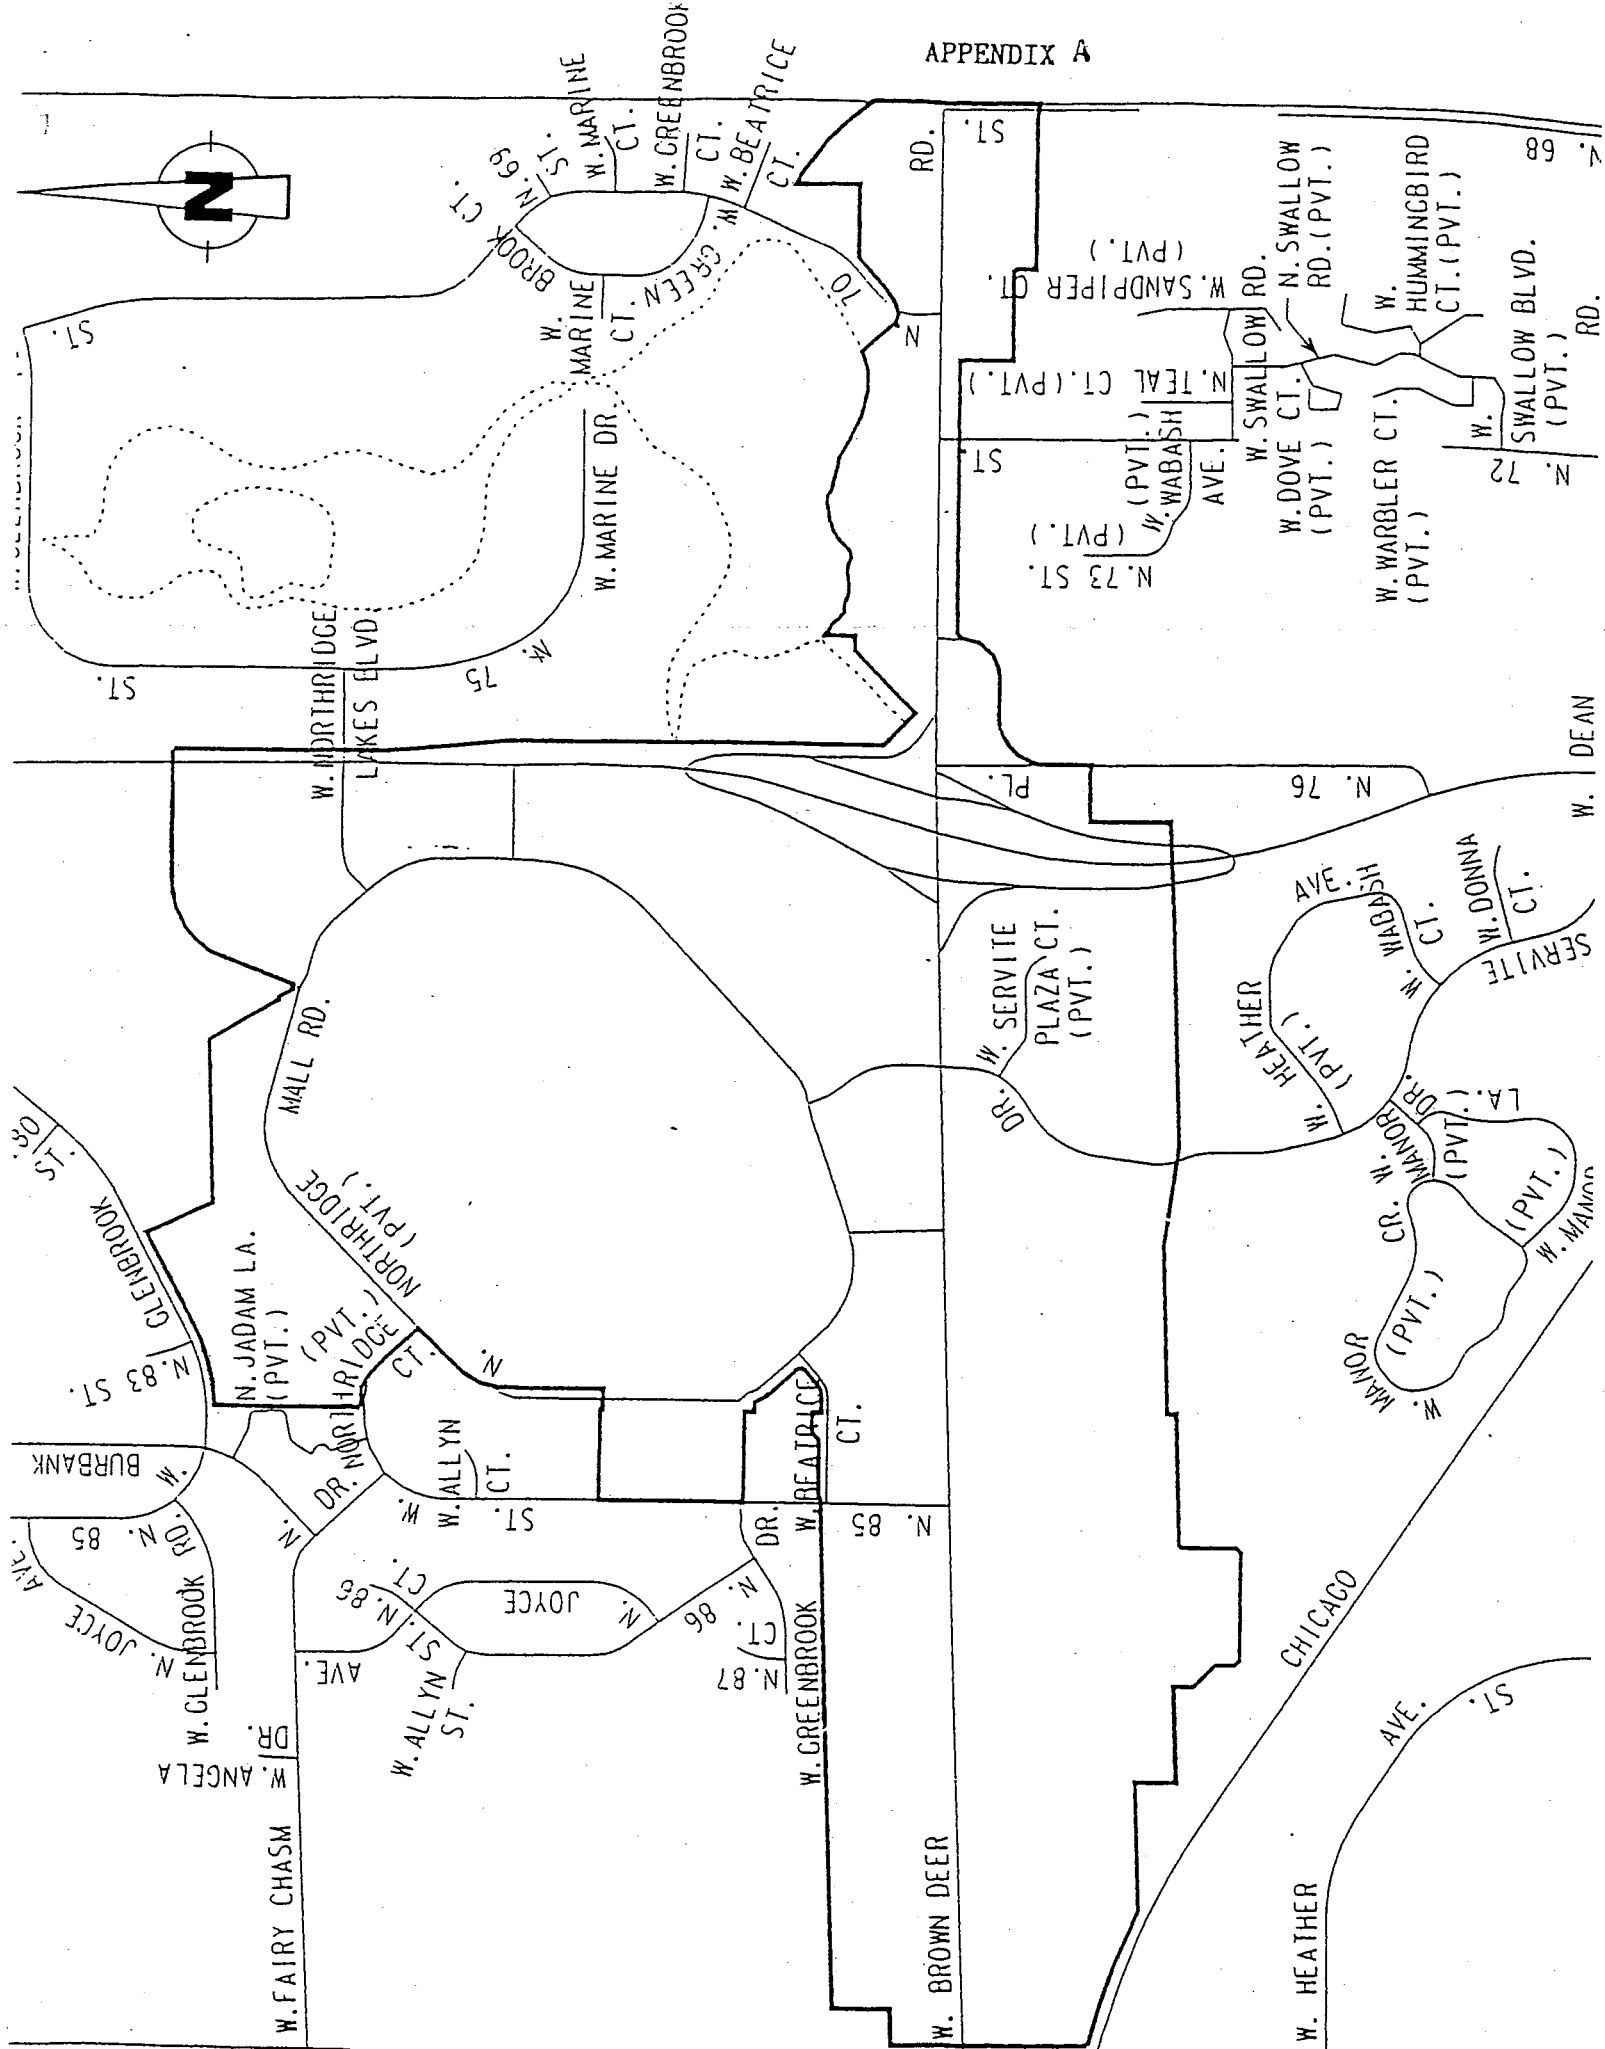 APPENDIX A
N
ST.
BROOK CT.
N. 69
ST.
W. MARINE
CT.
W. GREENBROOK
CT.
W. BEATRICE
CT.
W.
GREEN
W.
MARINE
CT.
70
N
RD.
ST.
N. 68
W. SANDPIPER CT.
(PVT.)
N. SWALLOW
RD. (PVT.)
W.
HUMMINGBIRD
CT. (PVT.)
W. SWALLOW RD.
N. TEAL CT. (PVT.)
W. DOVE CT.
(PVT.)
W. WARBLER CT.
(PVT.)
W.
SWALLOW BLVD.
(PVT.)
RD.
N. 72
ST
(PVT.)
W. WABASH
AVE.
N. 73 ST.
(PVT.)
W. MARINE DR.
ST.
75
N.
W. NORTHRIDGE
LAKES BLVD.
PL.
N. 76
W. DEAN
MALL RD.
NORTHRIDGE
(PVT.)
N.
W. SERVITE
PLAZA CT.
(PVT.)
DR.
AVE.
W. WABASH
CT.
W. DONNA
CT.
SERVITE
HEATHER
W. HEATHER
(PVT.)
W. MANOR
DR.
(PVT.)
LA.
CR.
(PVT.)
W. MANOR
(PVT.)
MANOR
W.
80
ST.
GLENBROOK
N. 83 ST.
N. JADAM LA.
(PVT.)
(PVT.)
NORTHRIDGE
CT.
BURBANK
W.
N. 85
AVE.
JOYCE
N.
RD.
W. GLENBROOK
N.
DR.
W.
W. ALLYN
CT.
ST.
N. 86
CT.
JOYCE
N.
AVE.
W. ALLYN
ST.
ST.
N. 86
DR.
W. GREENBROOK
CT.
N. 87
W. BEATRICE
CT.
N. 85
DR.
W. ANGELA
W. FAIRY CHASM
W. BROWN DEER
CHICAGO
AVE.
ST.
W. HEATHER